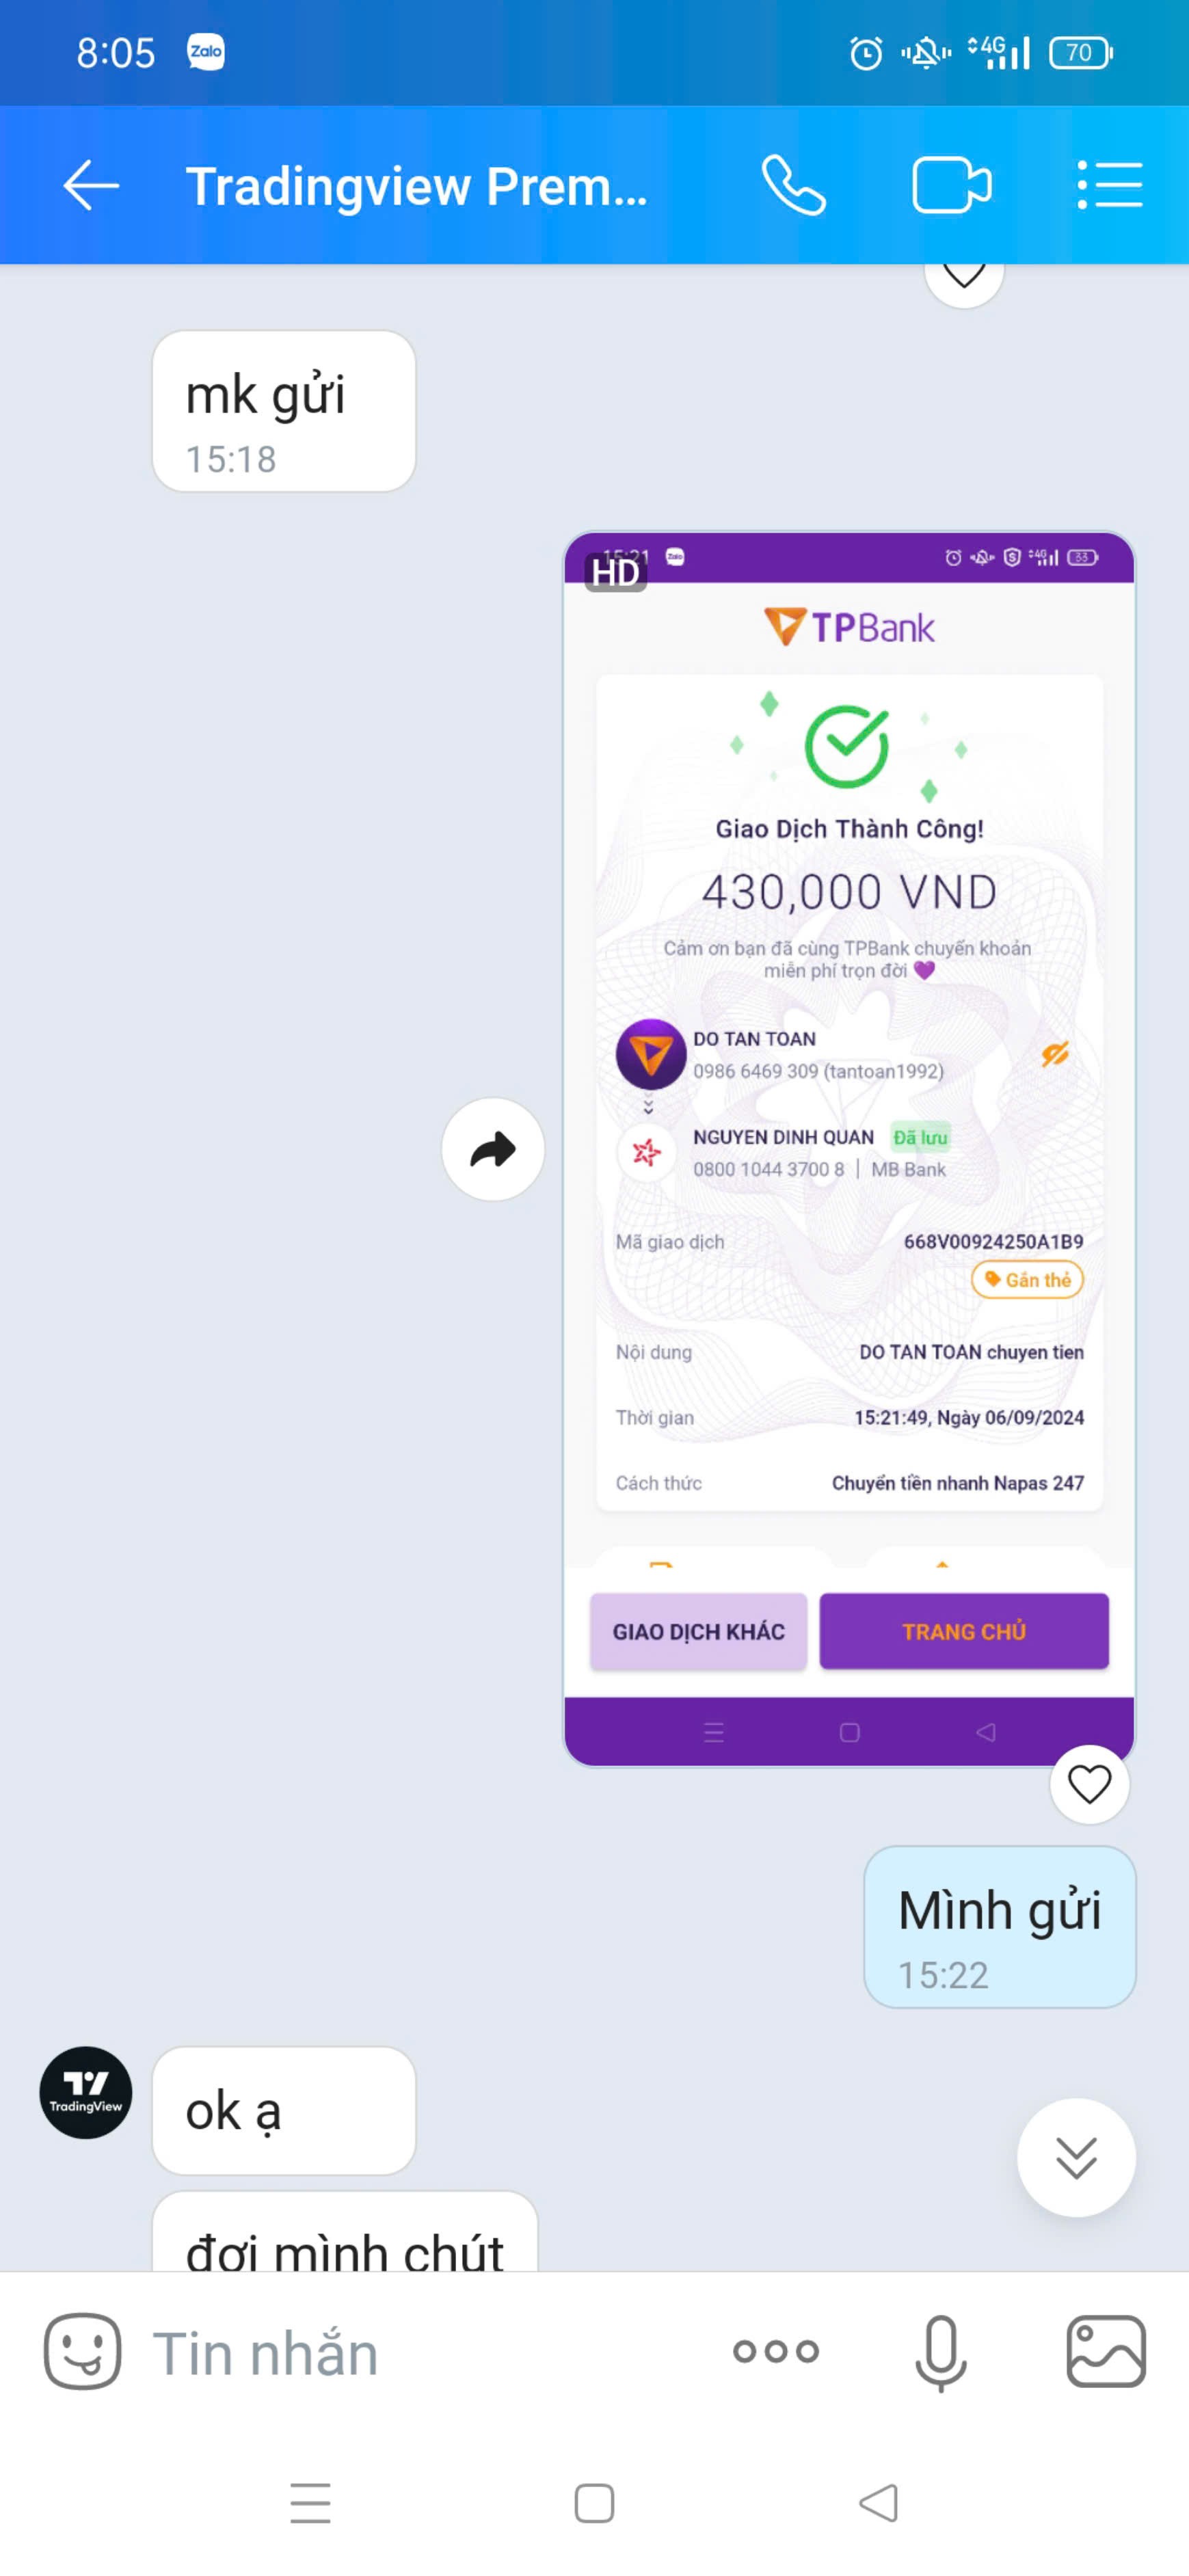 8:05 Zalo 4G 70
Tradingview Prem...
mk gửi
15:18
15:21 Zalo 4G 53
HD
TPBank
Giao Dịch Thành Công!
430,000 VND
Cảm ơn bạn đã cùng TPBank chuyển khoản
miễn phí trọn đời
DO TAN TOAN
0986 6469 309 (tantoan1992)
NGUYEN DINH QUAN Đã lưu
0800 1044 3700 8 | MB Bank
Mã giao dịch 668V00924250A1B9
Gắn thẻ
Nội dung DO TAN TOAN chuyen tien
Thời gian 15:21:49, Ngày 06/09/2024
Cách thức Chuyển tiền nhanh Napas 247
GIAO DỊCH KHÁC TRANG CHỦ
Mình gửi
15:22
TradingView
ok ạ
đợi mình chút
Tin nhắn